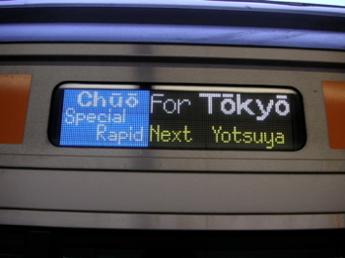 Chūō For Tōkyō
Special
Rapid Next Yotsuya